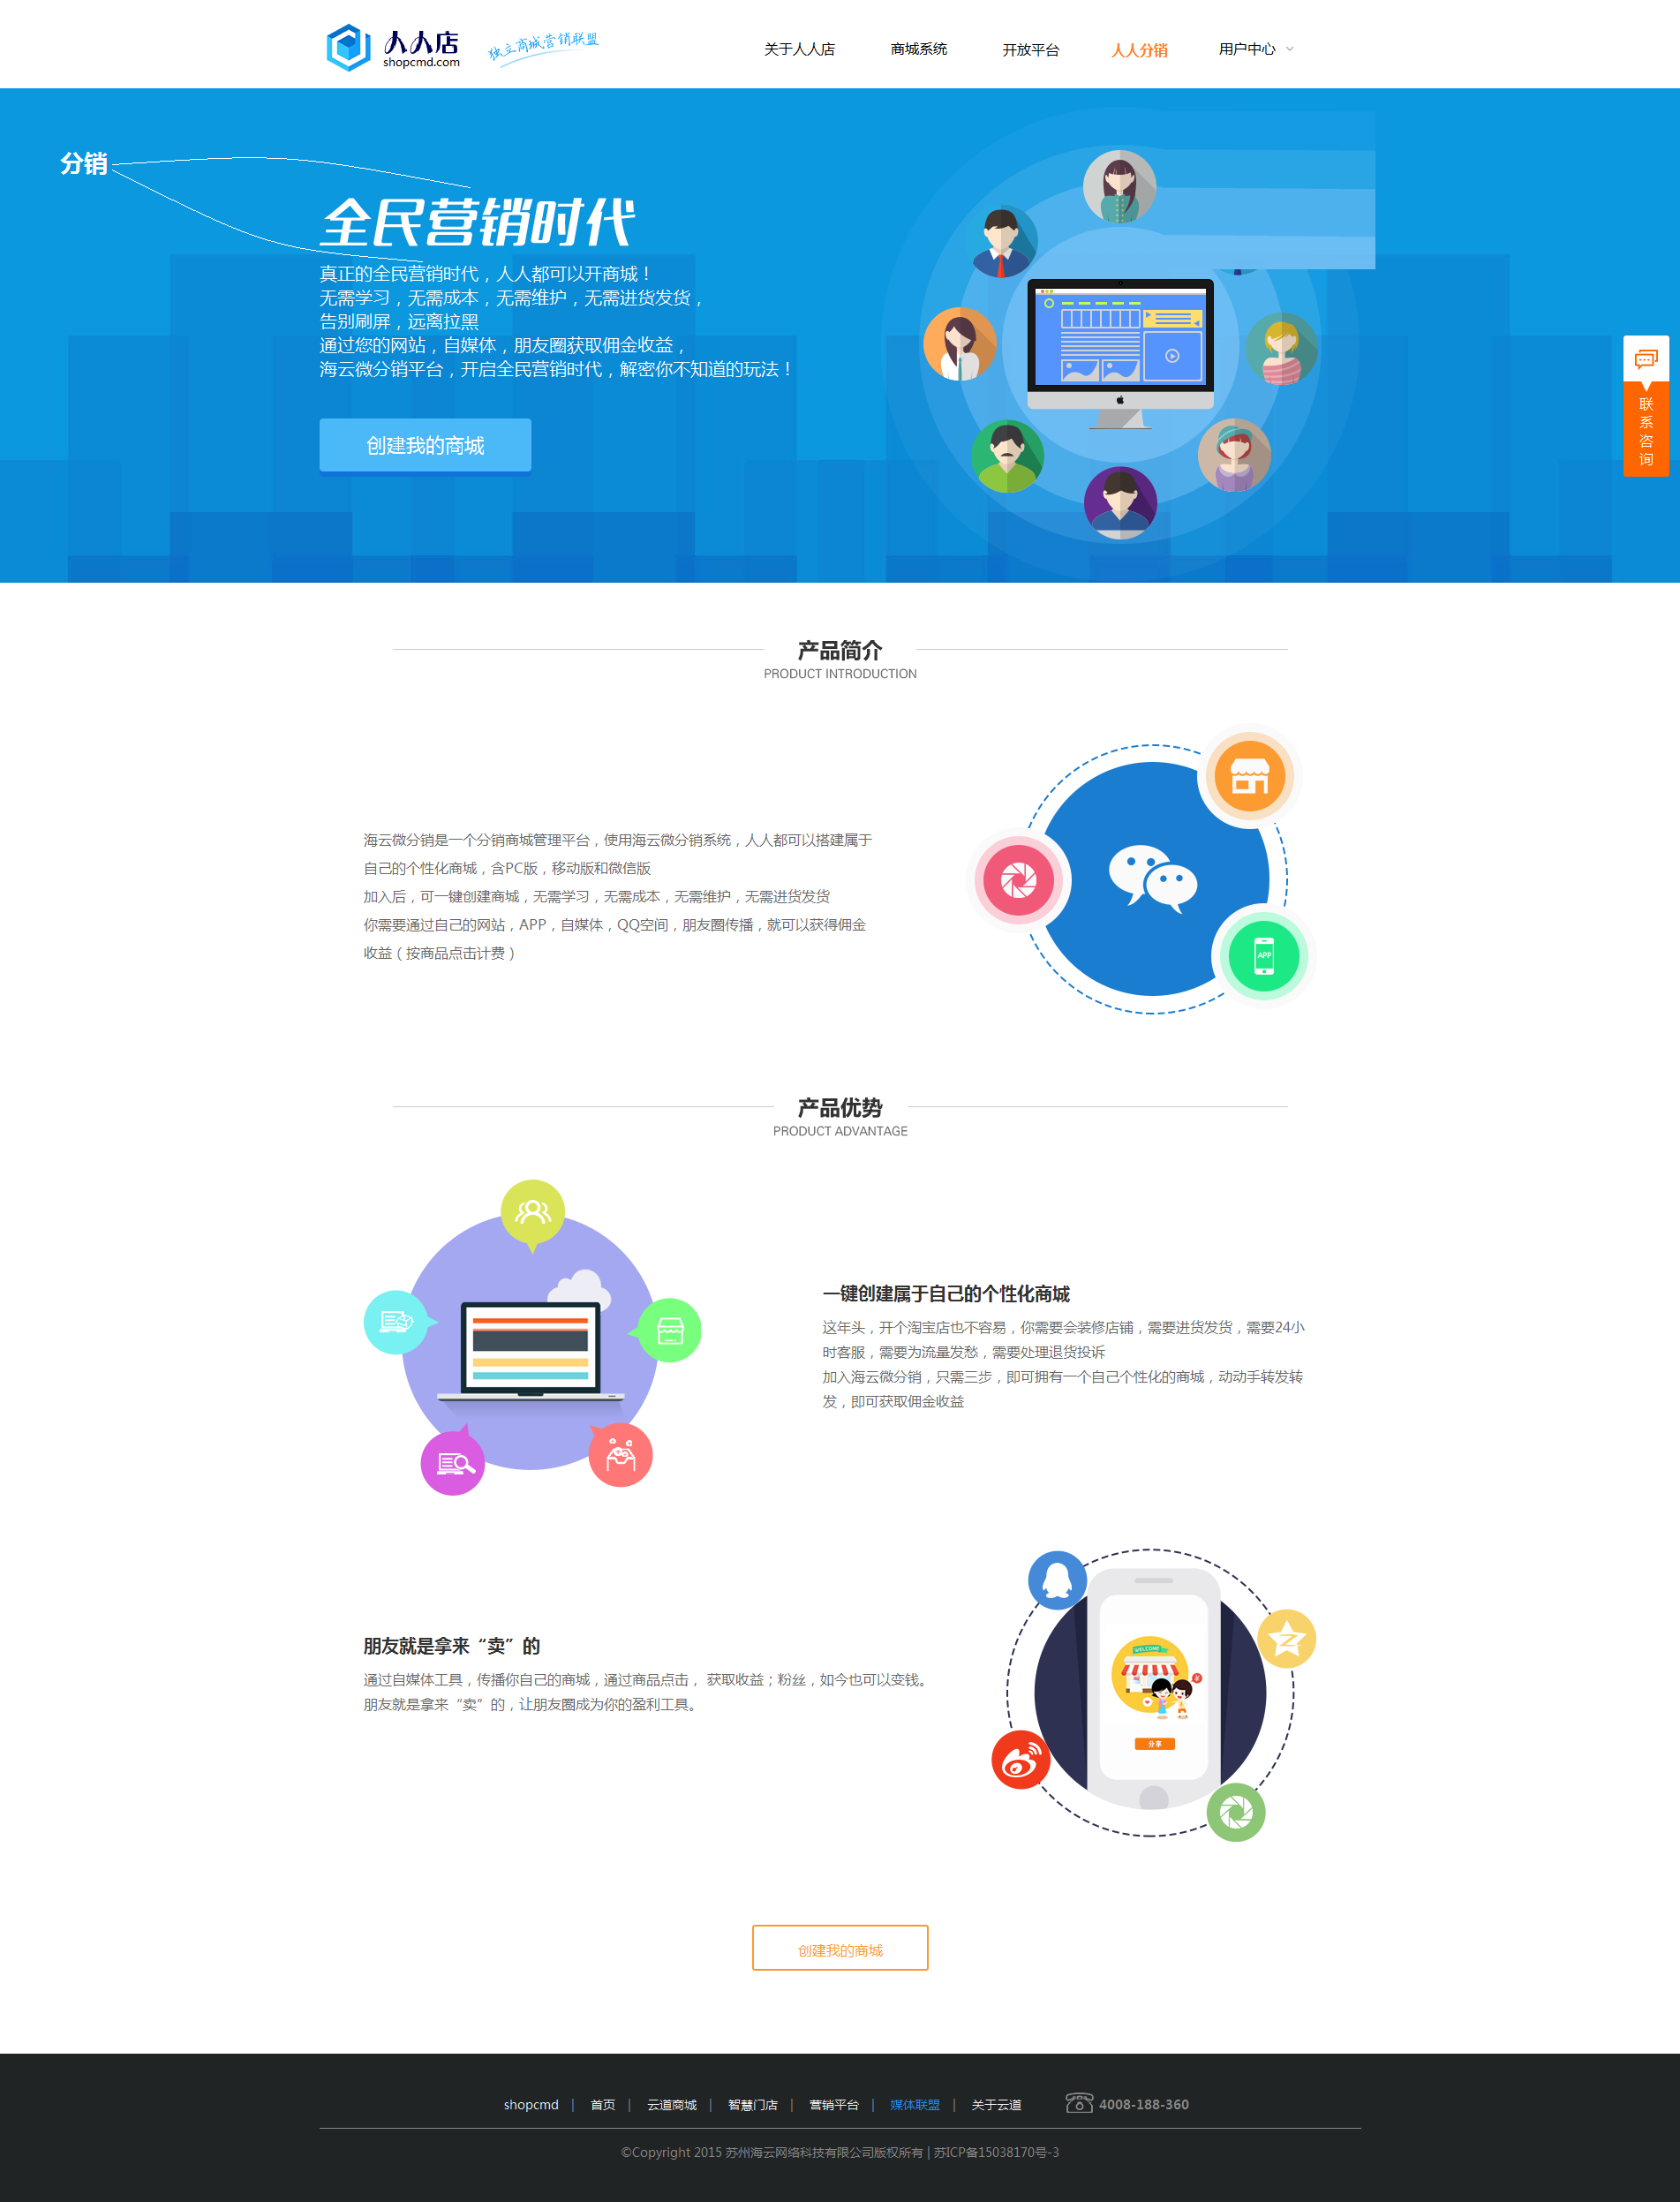 人人店
shopcmd.com
独立商城营销联盟
关于人人店
商城系统
开放平台
人人分销
用户中心
分销
全民营销时代
真正的全民营销时代，人人都可以开商城！
无需学习，无需成本，无需维护，无需进货发货，
告别刷屏，远离拉黑
通过您的网站，自媒体，朋友圈获取佣金收益，
海云微分销平台，开启全民营销时代，解密你不知道的玩法！
创建我的商城
联系咨询
产品简介
PRODUCT INTRODUCTION
海云微分销是一个分销商城管理平台，使用海云微分销系统，人人都可以搭建属于
自己的个性化商城，含PC版，移动版和微信版
加入后，可一键创建商城，无需学习，无需成本，无需维护，无需进货发货
你需要通过自己的网站，APP，自媒体，QQ空间，朋友圈传播，就可以获得佣金
收益（按商品点击计费）
APP
产品优势
PRODUCT ADVANTAGE
一键创建属于自己的个性化商城
这年头，开个淘宝店也不容易，你需要会装修店铺，需要进货发货，需要24小
时客服，需要为流量发愁，需要处理退货投诉
加入海云微分销，只需三步，即可拥有一个自己个性化的商城，动动手转发转
发，即可获取佣金收益
朋友就是拿来“卖”的
通过自媒体工具，传播你自己的商城，通过商品点击， 获取收益；粉丝，如今也可以变钱。
朋友就是拿来“卖”的，让朋友圈成为你的盈利工具。
WELCOME
¥
分享
创建我的商城
shopcmd | 首页 | 云道商城 | 智慧门店 | 营销平台 | 媒体联盟 | 关于云道
4008-188-360
©Copyright 2015 苏州海云网络科技有限公司版权所有 | 苏ICP备15038170号-3